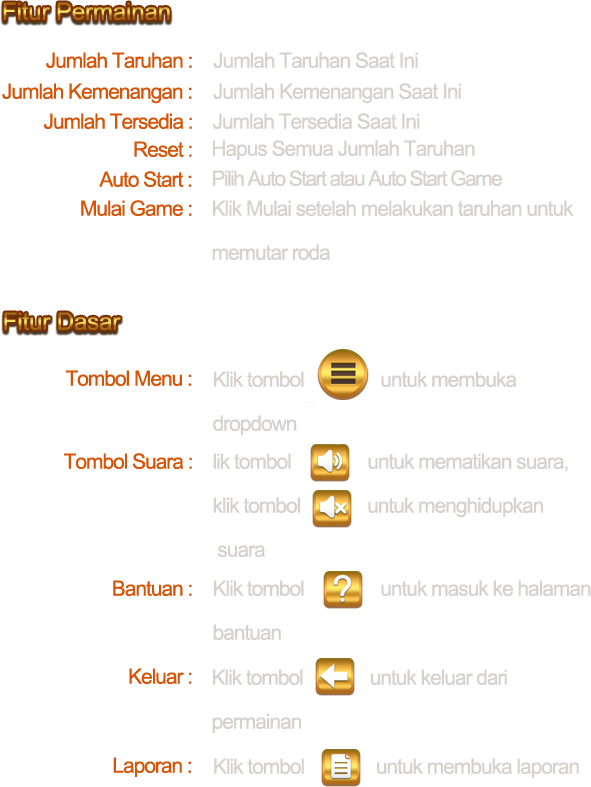 Fitur Permainan
Jumlah Taruhan : Jumlah Taruhan Saat Ini
Jumlah Kemenangan : Jumlah Kemenangan Saat Ini
Jumlah Tersedia : Jumlah Tersedia Saat Ini
Reset : Hapus Semua Jumlah Taruhan
Auto Start : Pilih Auto Start atau Auto Start Game
Mulai Game : Klik Mulai setelah melakukan taruhan untuk
memutar roda
Fitur Dasar
Tombol Menu : Klik tombol untuk membuka
dropdown
Tombol Suara : lik tombol untuk mematikan suara,
klik tombol untuk menghidupkan
suara
Bantuan : Klik tombol ? untuk masuk ke halaman
bantuan
Keluar : Klik tombol untuk keluar dari
permainan
Laporan : Klik tombol untuk membuka laporan